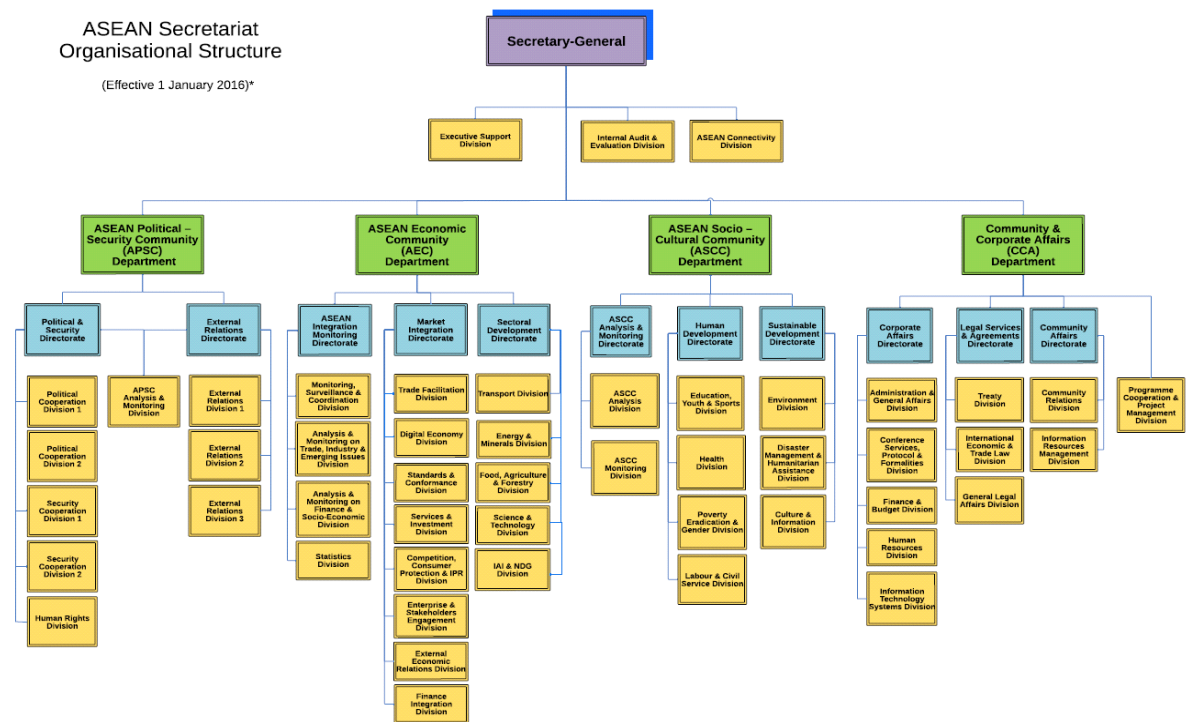 ASEAN Secretariat
Organisational Structure
(Effective 1 January 2016)*
Secretary-General
Executive Support
Division
Internal Audit &
Evaluation Division
ASEAN Connectivity
Division
ASEAN Political –
Security Community
(APSC)
Department
ASEAN Economic
Community
(AEC)
Department
ASEAN Socio –
Cultural Community
(ASCC)
Department
Community &
Corporate Affairs
(CCA)
Department
Political &
Security
Directorate
External
Relations
Directorate
ASEAN
Integration
Monitoring
Directorate
Market
Integration
Directorate
Sectoral
Development
Directorate
ASCC
Analysis &
Monitoring
Directorate
Human
Development
Directorate
Sustainable
Development
Directorate
Corporate
Affairs
Directorate
Legal Services
& Agreements
Directorate
Community
Affairs
Directorate
Political
Cooperation
Division 1
Political
Cooperation
Division 2
Security
Cooperation
Division 1
Security
Cooperation
Division 2
Human Rights
Division
APSC
Analysis &
Monitoring
Division
External
Relations
Division 1
External
Relations
Division 2
External
Relations
Division 3
Monitoring,
Surveillance &
Coordination
Division
Analysis &
Monitoring on
Trade, Industry &
Emerging Issues
Division
Analysis &
Monitoring on
Finance &
Socio-Economic
Division
Statistics
Division
Trade Facilitation
Division
Digital Economy
Division
Standards &
Conformance
Division
Services &
Investment
Division
Competition,
Consumer
Protection & IPR
Division
Enterprise &
Stakeholders
Engagement
Division
External
Economic
Relations Division
Finance
Integration
Division
Transport Division
Energy &
Minerals Division
Food, Agriculture
& Forestry
Division
Science &
Technology
Division
IAI & NDG
Division
ASCC
Analysis
Division
ASCC
Monitoring
Division
Education,
Youth & Sports
Division
Health
Division
Poverty
Eradication &
Gender Division
Labour & Civil
Service Division
Environment
Division
Disaster
Management &
Humanitarian
Assistance
Division
Culture &
Information
Division
Administration &
General Affairs
Division
Conference
Services,
Protocol &
Formalities
Division
Finance &
Budget Division
Human
Resources
Division
Information
Technology
Systems Division
Treaty
Division
International
Economic &
Trade Law
Division
General Legal
Affairs Division
Community
Relations
Division
Information
Resources
Management
Division
Programme
Cooperation &
Project
Management
Division